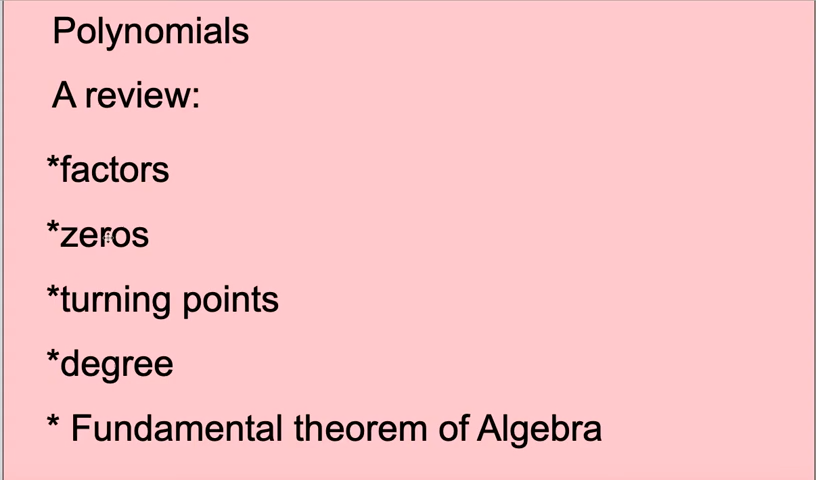 Polynomials
A review:
*factors
*zeros
*turning points
*degree
* Fundamental theorem of Algebra